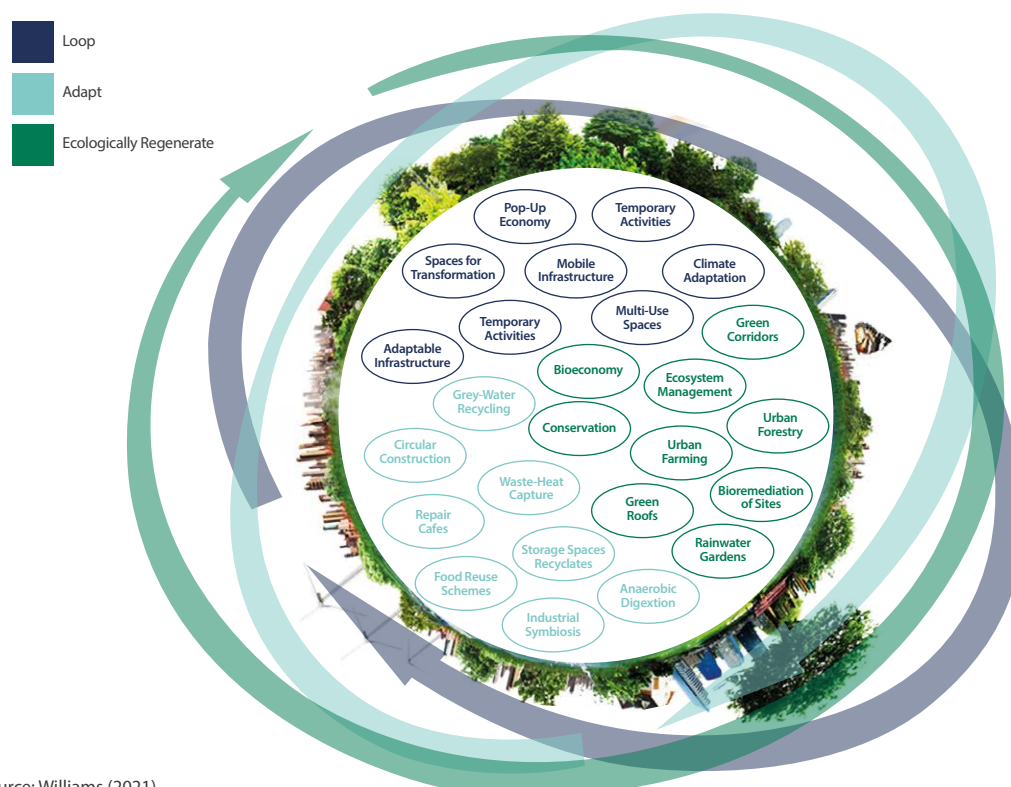 Loop
Adapt
Ecologically Regenerate
Pop-Up
Economy
Temporary
Activities
Spaces for
Transformation
Mobile
Infrastructure
Climate
Adaptation
Temporary
Activities
Multi-Use
Spaces
Green
Corridors
Adaptable
Infrastructure
Bioeconomy
Ecosystem
Management
Grey-Water
Recycling
Conservation
Urban
Forestry
Circular
Construction
Urban
Farming
Waste-Heat
Capture
Bioremediation
of Sites
Repair
Cafes
Green
Roofs
Storage Spaces
Recyclates
Rainwater
Gardens
Food Reuse
Schemes
Anaerobic
Digextion
Industrial
Symbiosis
urce: Williams (2021)